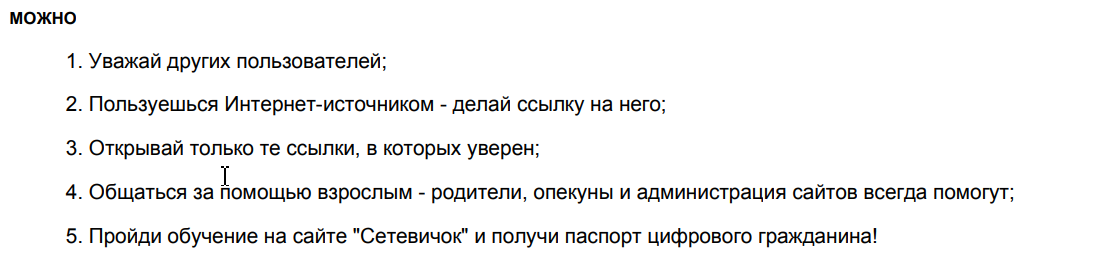 МОЖНО
1. Уважай других пользователей;
2. Пользуешься Интернет-источником - делай ссылку на него;
3. Открывай только те ссылки, в которых уверен;
4. Общаться за помощью взрослым - родители, опекуны и администрация сайтов всегда помогут;
5. Пройди обучение на сайте "Сетевичок" и получи паспорт цифрового гражданина!